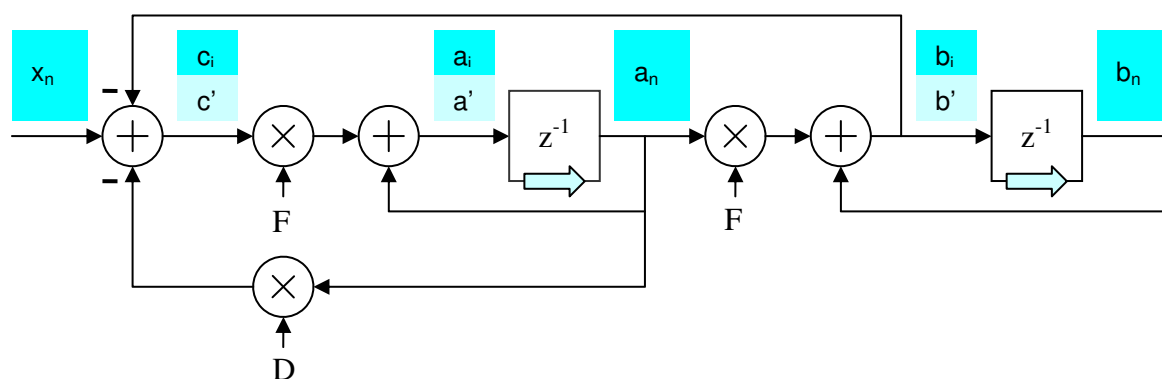 xₙ
cᵢ
c’
aᵢ
a’
aₙ
bᵢ
b’
bₙ
−
+
×
+
z⁻¹
×
+
z⁻¹
−
F
F
×
D